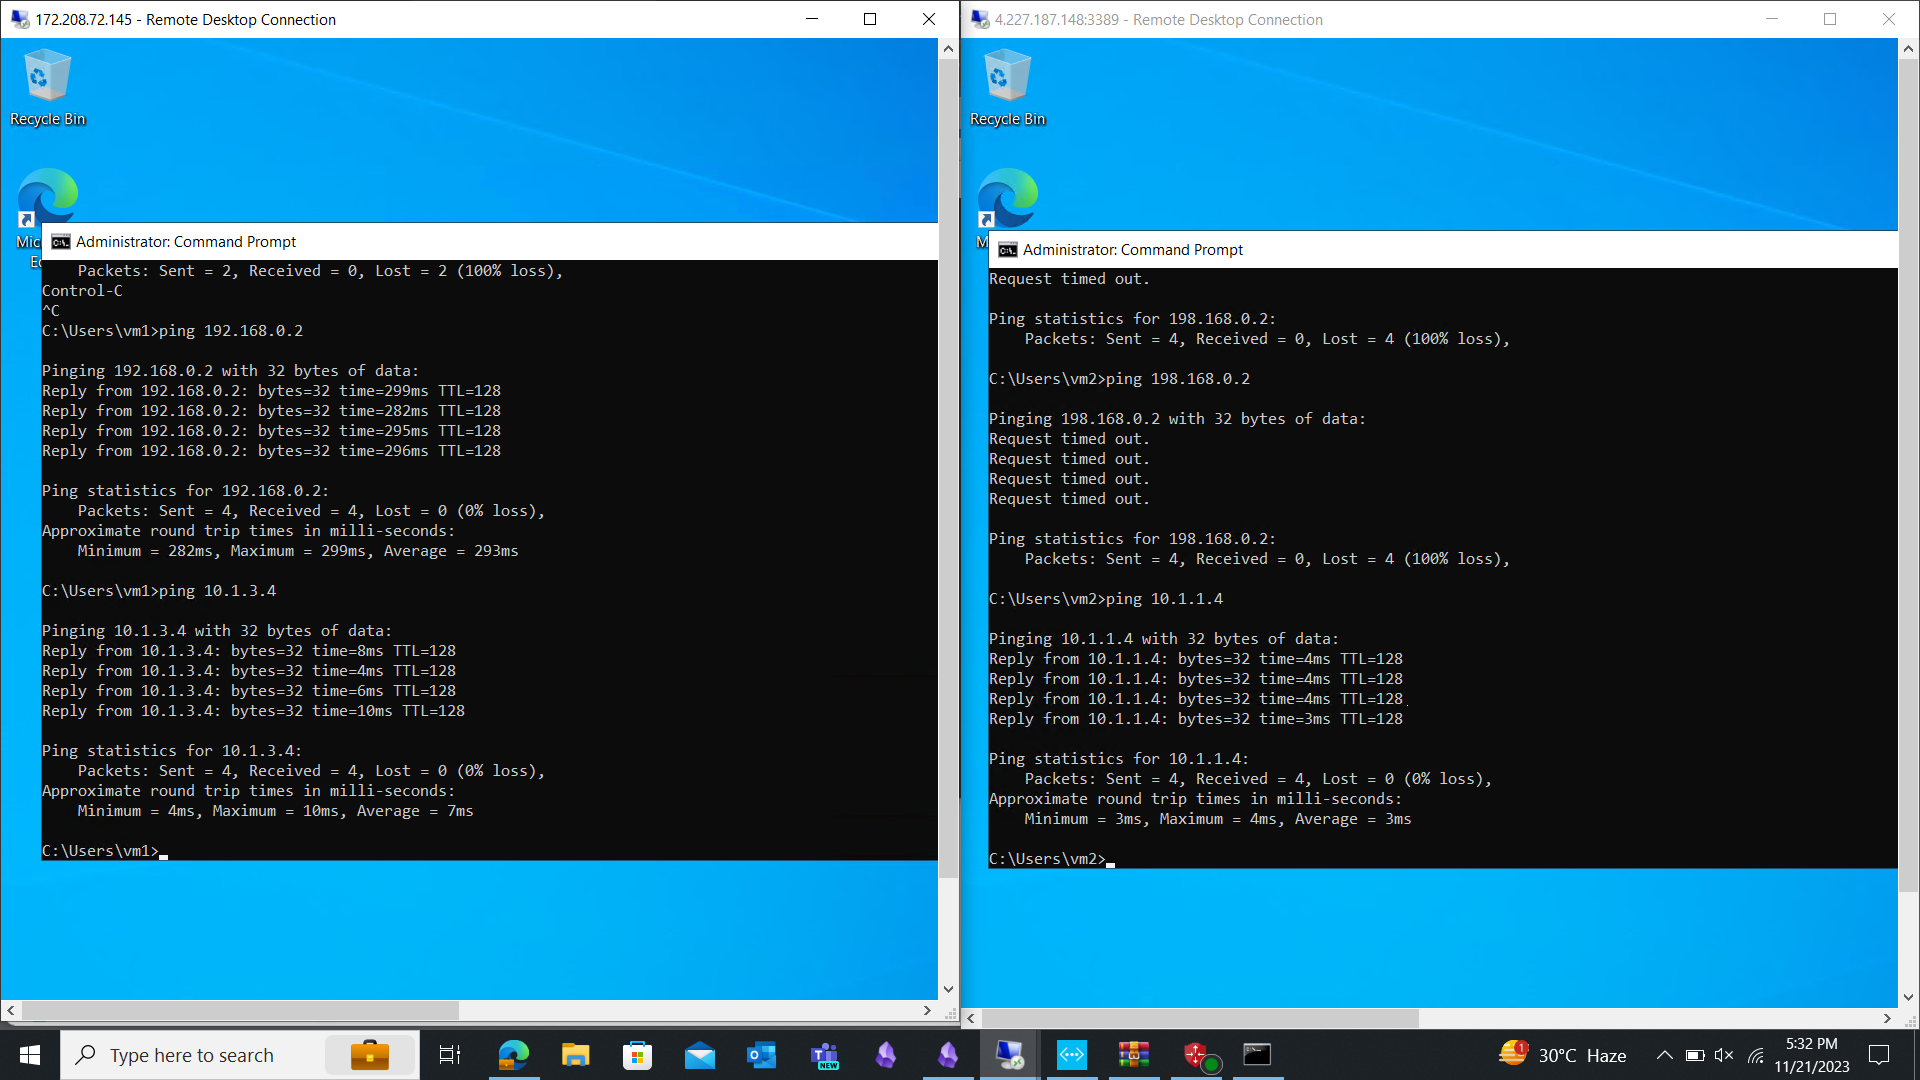 172.208.72.145 - Remote Desktop Connection
Recycle Bin
Mic
Ec
Administrator: Command Prompt
Packets: Sent = 2, Received = 0, Lost = 2 (100% loss),
Control-C
^C
C:\Users\vm1>ping 192.168.0.2
Pinging 192.168.0.2 with 32 bytes of data:
Reply from 192.168.0.2: bytes=32 time=299ms TTL=128
Reply from 192.168.0.2: bytes=32 time=282ms TTL=128
Reply from 192.168.0.2: bytes=32 time=295ms TTL=128
Reply from 192.168.0.2: bytes=32 time=296ms TTL=128
Ping statistics for 192.168.0.2:
Packets: Sent = 4, Received = 4, Lost = 0 (0% loss),
Approximate round trip times in milli-seconds:
Minimum = 282ms, Maximum = 299ms, Average = 293ms
C:\Users\vm1>ping 10.1.3.4
Pinging 10.1.3.4 with 32 bytes of data:
Reply from 10.1.3.4: bytes=32 time=8ms TTL=128
Reply from 10.1.3.4: bytes=32 time=4ms TTL=128
Reply from 10.1.3.4: bytes=32 time=6ms TTL=128
Reply from 10.1.3.4: bytes=32 time=10ms TTL=128
Ping statistics for 10.1.3.4:
Packets: Sent = 4, Received = 4, Lost = 0 (0% loss),
Approximate round trip times in milli-seconds:
Minimum = 4ms, Maximum = 10ms, Average = 7ms
C:\Users\vm1>
4.227.187.148:3389 - Remote Desktop Connection
Recycle Bin
M
Administrator: Command Prompt
Request timed out.
Ping statistics for 198.168.0.2:
Packets: Sent = 4, Received = 0, Lost = 4 (100% loss),
C:\Users\vm2>ping 198.168.0.2
Pinging 198.168.0.2 with 32 bytes of data:
Request timed out.
Request timed out.
Request timed out.
Request timed out.
Ping statistics for 198.168.0.2:
Packets: Sent = 4, Received = 0, Lost = 4 (100% loss),
C:\Users\vm2>ping 10.1.1.4
Pinging 10.1.1.4 with 32 bytes of data:
Reply from 10.1.1.4: bytes=32 time=4ms TTL=128
Reply from 10.1.1.4: bytes=32 time=4ms TTL=128
Reply from 10.1.1.4: bytes=32 time=4ms TTL=128
Reply from 10.1.1.4: bytes=32 time=3ms TTL=128
Ping statistics for 10.1.1.4:
Packets: Sent = 4, Received = 4, Lost = 0 (0% loss),
Approximate round trip times in milli-seconds:
Minimum = 3ms, Maximum = 4ms, Average = 3ms
C:\Users\vm2>
Type here to search
NEW
1
30°C Haze
5:32 PM
11/21/2023